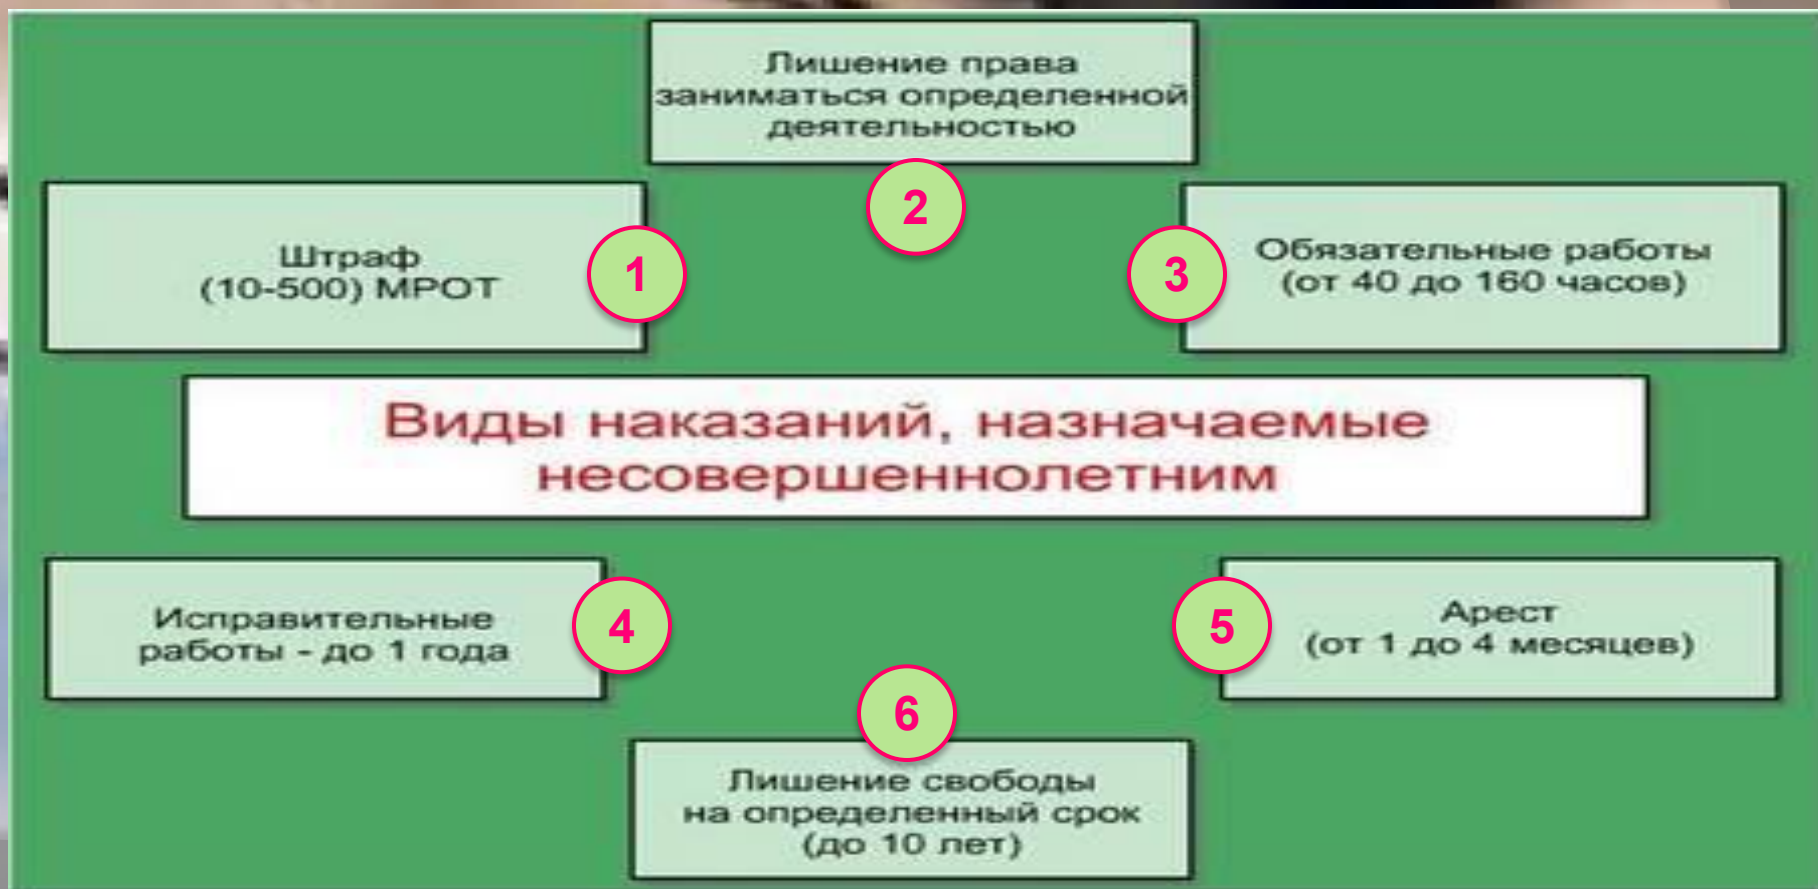 Лишение права
заниматься определенной
деятельностью
2
Штраф
(10-500) МРОТ
1
3
Обязательные работы
(от 40 до 160 часов)
Виды наказаний, назначаемые
несовершеннолетним
Исправительные
работы - до 1 года
4
5
Арест
(от 1 до 4 месяцев)
6
Лишение свободы
на определенный срок
(до 10 лет)